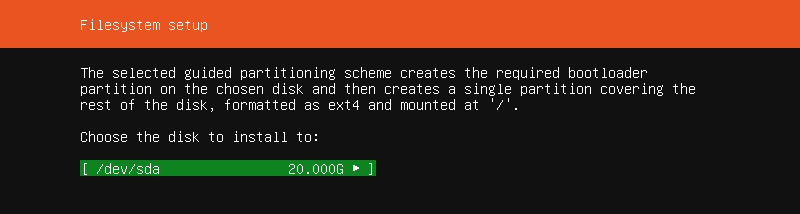 Filesystem setup
The selected guided partitioning scheme creates the required bootloader
partition on the chosen disk and then creates a single partition covering the
rest of the disk, formatted as ext4 and mounted at '/'.
Choose the disk to install to:
[ /dev/sda 20.000G ▸ ]